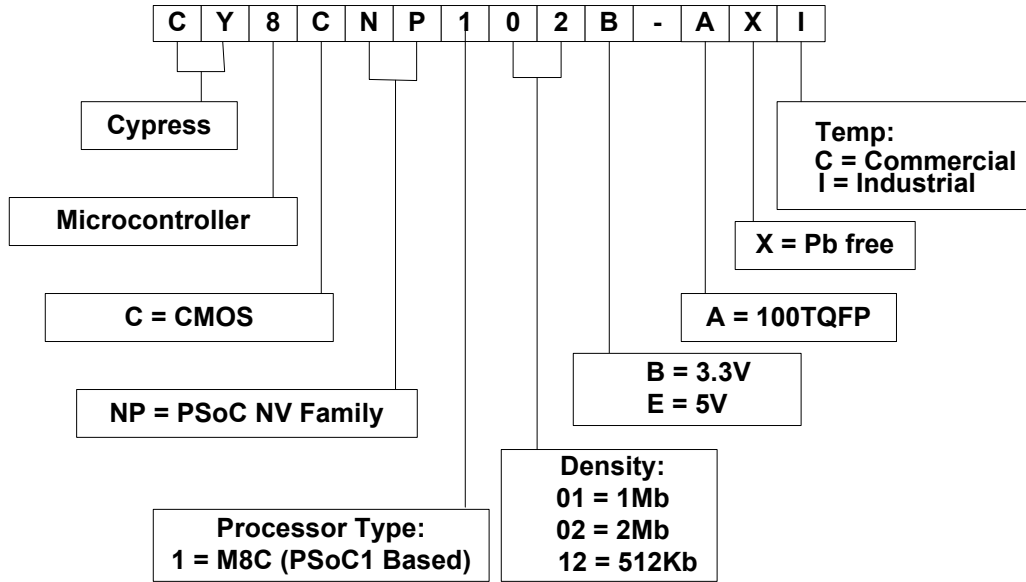 C Y 8 C N P 1 0 2 B - A X I
Cypress
Temp:
C = Commercial
I = Industrial
Microcontroller
X = Pb free
C = CMOS
A = 100TQFP
B = 3.3V
E = 5V
NP = PSoC NV Family
Density:
01 = 1Mb
02 = 2Mb
12 = 512Kb
Processor Type:
1 = M8C (PSoC1 Based)